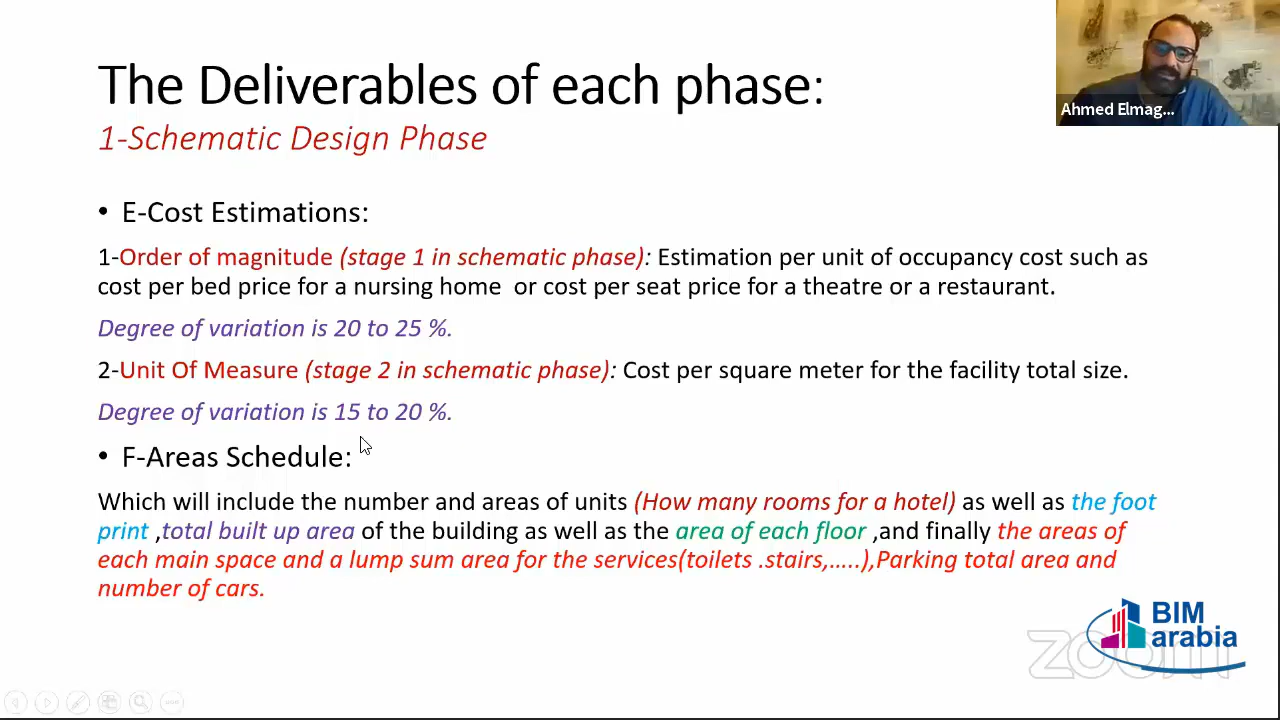 The Deliverables of each phase:
1-Schematic Design Phase
Ahmed Elmag...
• E-Cost Estimations:
1-Order of magnitude (stage 1 in schematic phase): Estimation per unit of occupancy cost such as
cost per bed price for a nursing home or cost per seat price for a theatre or a restaurant.
Degree of variation is 20 to 25 %.
2-Unit Of Measure (stage 2 in schematic phase): Cost per square meter for the facility total size.
Degree of variation is 15 to 20 %.
• F-Areas Schedule:
Which will include the number and areas of units (How many rooms for a hotel) as well as the foot
print ,total built up area of the building as well as the area of each floor ,and finally the areas of
each main space and a lump sum area for the services(toilets .stairs,.....),Parking total area and
number of cars.
BIM
arabia
zoom